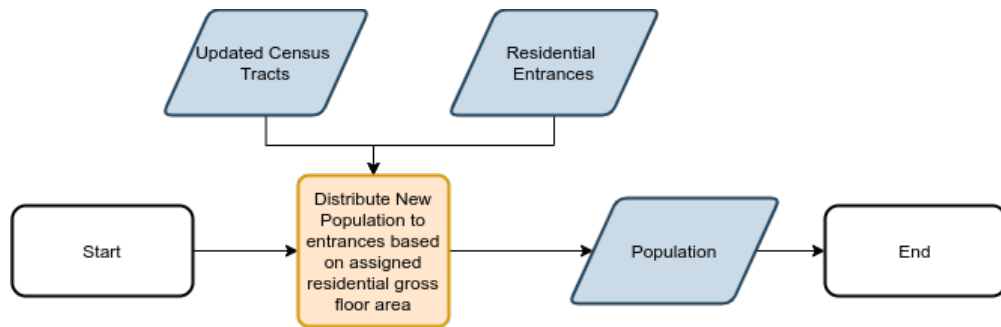 Updated Census
Tracts
Residential
Entrances
Start
Distribute New
Population to
entrances based
on assigned
residential gross
floor area
Population
End